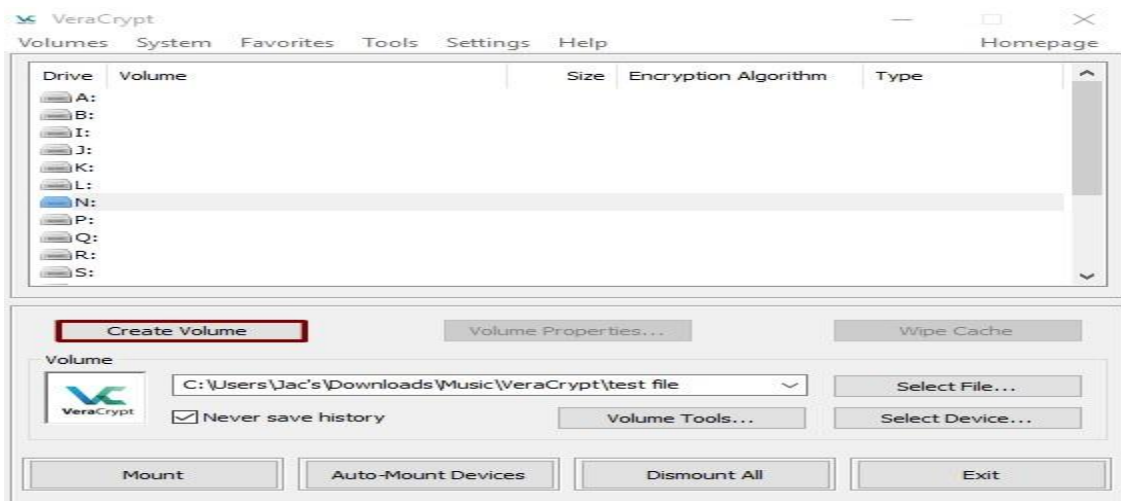 VeraCrypt
Volumes System Favorites Tools Settings Help Homepage
Drive Volume Size Encryption Algorithm Type
A:
B:
I:
J:
K:
L:
N:
P:
Q:
R:
S:
Create Volume Volume Properties... Wipe Cache
Volume
C:\Users\Jac's\Downloads\Music\VeraCrypt\test file Select File...
VeraCrypt Never save history Volume Tools... Select Device...
Mount Auto-Mount Devices Dismount All Exit